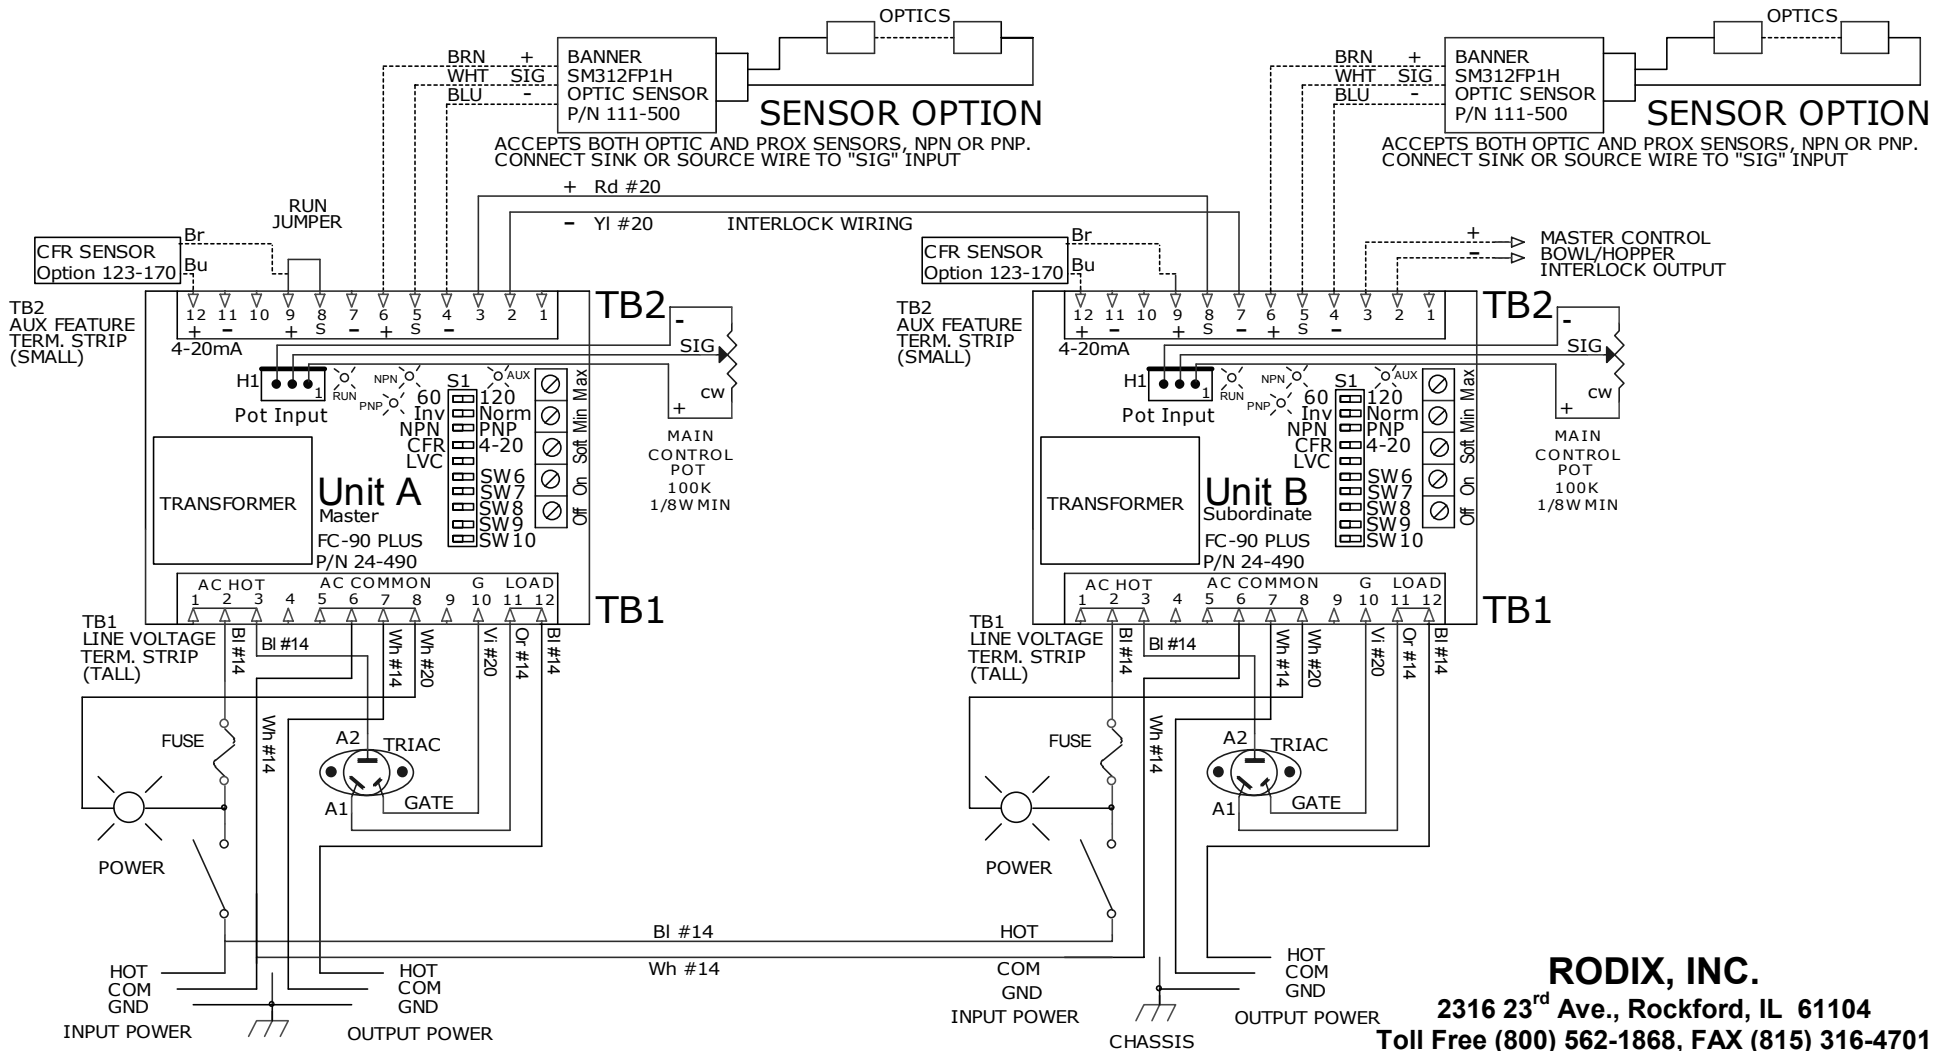 OPTICS
BRN +
WHT SIG
BLU -
BANNER
SM312FP1H
OPTIC SENSOR
P/N 111-500
SENSOR OPTION
ACCEPTS BOTH OPTIC AND PROX SENSORS, NPN OR PNP.
CONNECT SINK OR SOURCE WIRE TO "SIG" INPUT
OPTICS
BRN +
WHT SIG
BLU -
BANNER
SM312FP1H
OPTIC SENSOR
P/N 111-500
SENSOR OPTION
ACCEPTS BOTH OPTIC AND PROX SENSORS, NPN OR PNP.
CONNECT SINK OR SOURCE WIRE TO "SIG" INPUT
+ Rd #20
- Yl #20 INTERLOCK WIRING
RUN
JUMPER
CFR SENSOR
Option 123-170
Br
Bu
TB2
AUX FEATURE
TERM. STRIP
(SMALL)
12 11 10 9 8 7 6 5 4 3 2 1
+ - + S - + S -
4-20mA
TB2
-
SIG
cw
+
H1
1
Pot Input
RUN
NPN
PNP
AUX
S1
60 120
Inv Norm
NPN PNP
CFR 4-20
LVC
SW6
SW7
SW8
SW9
SW10
Max
Min
Soft
On
Off
MAIN
CONTROL
POT
100K
1/8W MIN
TRANSFORMER
Unit A
Master
FC-90 PLUS
P/N 24-490
AC HOT AC COMMON G LOAD
1 2 3 4 5 6 7 8 9 10 11 12
TB1
TB1
LINE VOLTAGE
TERM. STRIP
(TALL)
Bl #14
Bl #14
Wh #14
Wh #20
Vi #20
Or #14
Bl #14
Wh #14
FUSE
A2
TRIAC
A1
GATE
POWER
HOT
COM
GND
INPUT POWER
HOT
COM
GND
OUTPUT POWER
Bl #14
Wh #14
CFR SENSOR
Option 123-170
Br
Bu
+
-
MASTER CONTROL
BOWL/HOPPER
INTERLOCK OUTPUT
TB2
AUX FEATURE
TERM. STRIP
(SMALL)
12 11 10 9 8 7 6 5 4 3 2 1
+ - + S - + S -
4-20mA
TB2
-
SIG
cw
+
H1
1
Pot Input
RUN
NPN
PNP
AUX
S1
60 120
Inv Norm
NPN PNP
CFR 4-20
LVC
SW6
SW7
SW8
SW9
SW10
Max
Min
Soft
On
Off
MAIN
CONTROL
POT
100K
1/8W MIN
TRANSFORMER
Unit B
Subordinate
FC-90 PLUS
P/N 24-490
AC HOT AC COMMON G LOAD
1 2 3 4 5 6 7 8 9 10 11 12
TB1
TB1
LINE VOLTAGE
TERM. STRIP
(TALL)
Bl #14
Bl #14
Wh #14
Wh #20
Vi #20
Or #14
Bl #14
Wh #14
FUSE
A2
TRIAC
A1
GATE
POWER
HOT
COM
GND
INPUT POWER
CHASSIS
HOT
COM
GND
OUTPUT POWER
RODIX, INC.
2316 23rd Ave., Rockford, IL 61104
Toll Free (800) 562-1868, FAX (815) 316-4701